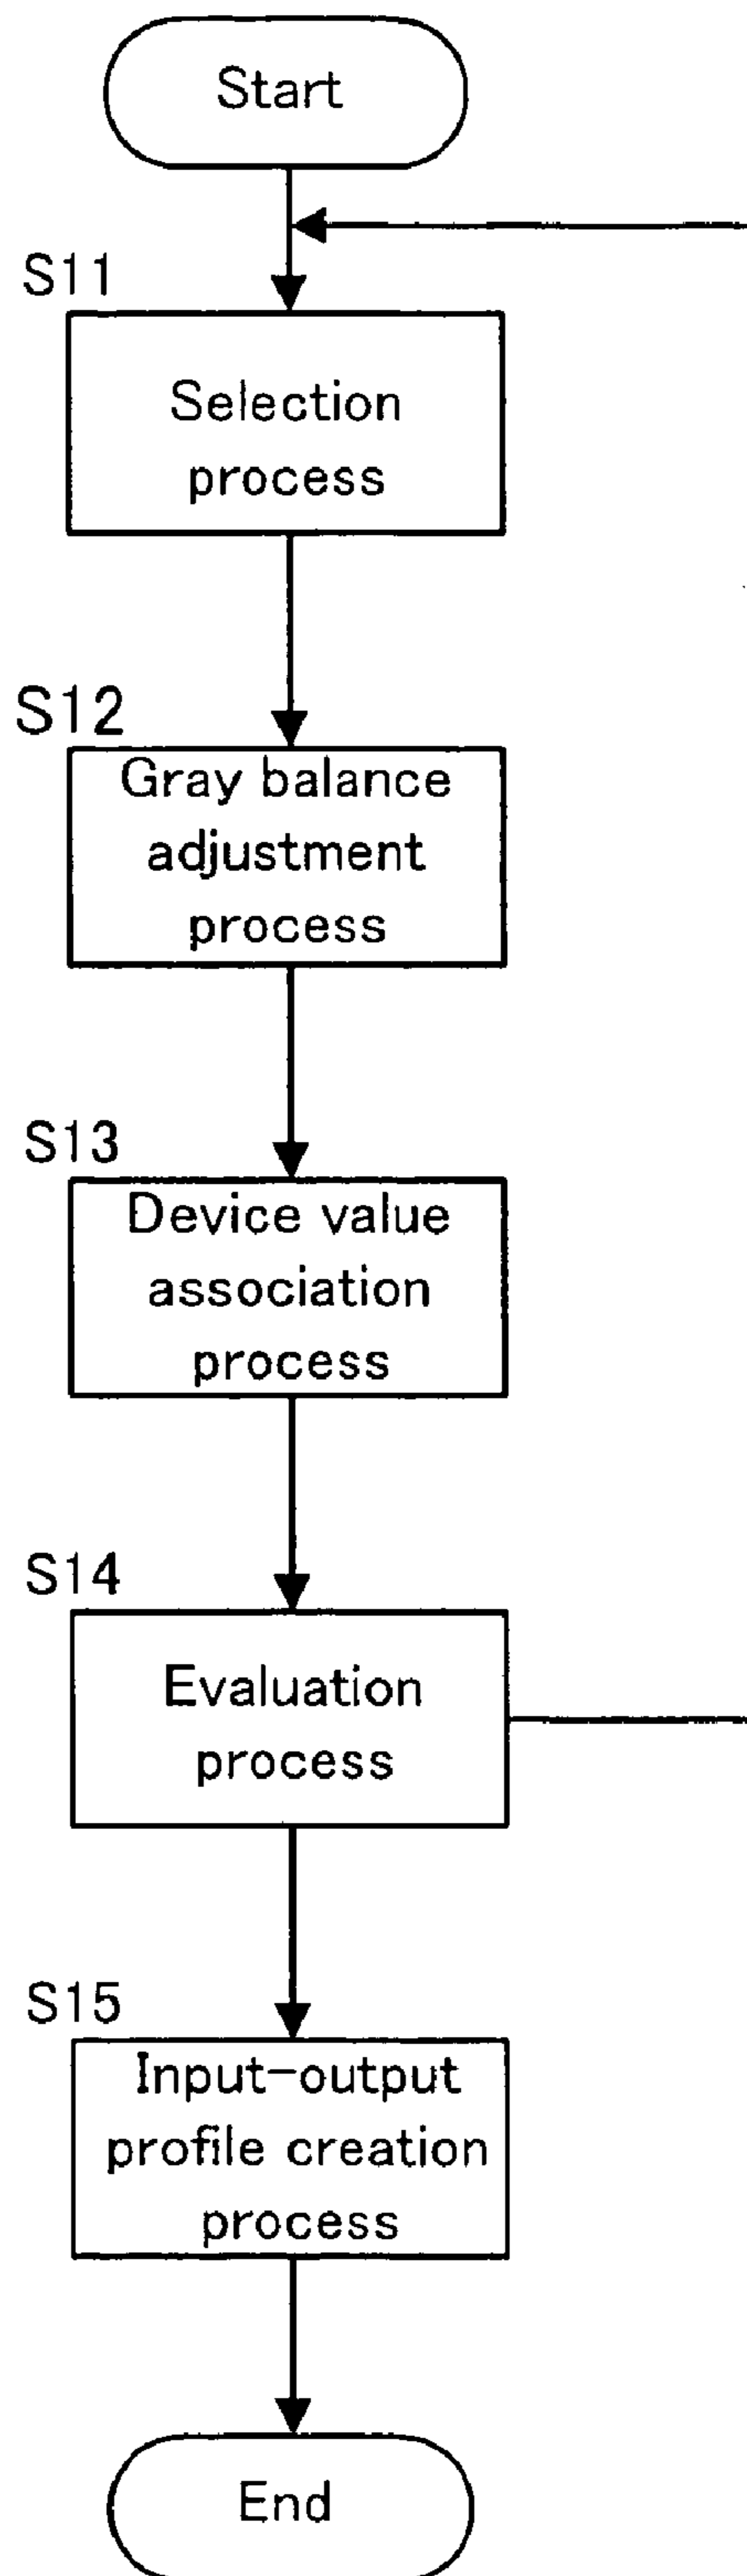 Start
S11
Selection
process
S12
Gray balance
adjustment
process
S13
Device value
association
process
S14
Evaluation
process
S15
Input-output
profile creation
process
End